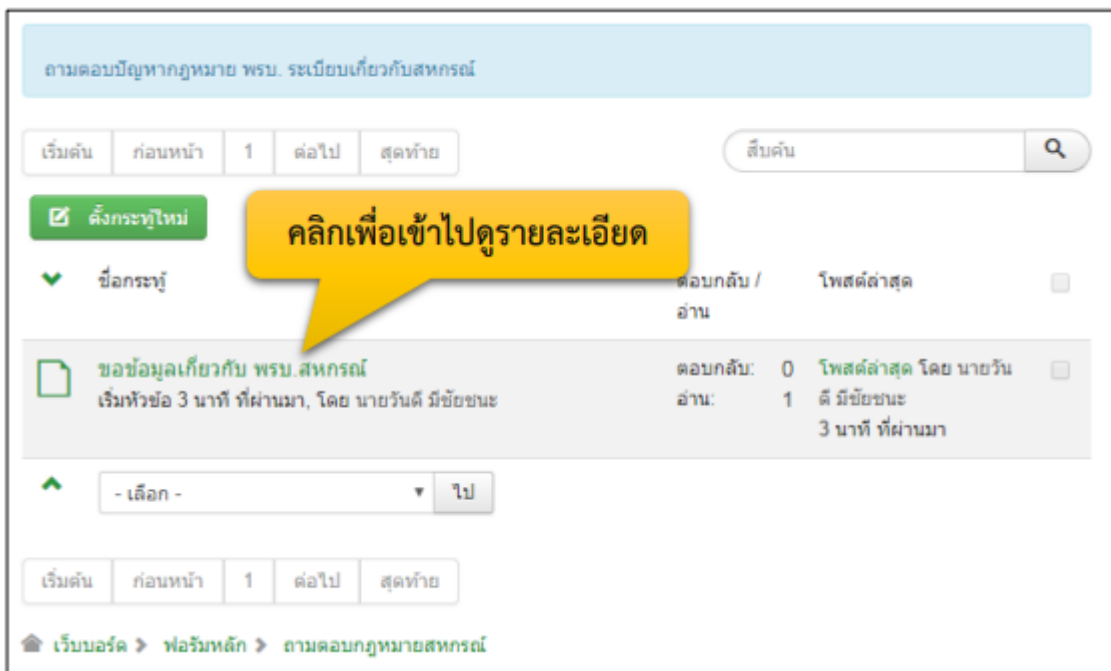 ถามตอบปัญหากฎหมาย พรบ. ระเบียบเกี่ยวกับสหกรณ์
เริ่มต้น ก่อนหน้า 1 ต่อไป สุดท้าย สืบค้น
ตั้งกระทู้ใหม่
คลิกเพื่อเข้าไปดูรายละเอียด
ชื่อกระทู้ ตอบกลับ / โพสต์ล่าสุด
อ่าน
ขอข้อมูลเกี่ยวกับ พรบ.สหกรณ์ ตอบกลับ: 0 โพสต์ล่าสุด โดย นายวัน
เริ่มหัวข้อ 3 นาที ที่ผ่านมา, โดย นายวันดี มีชัยชนะ อ่าน: 1 ดี มีชัยชนะ
3 นาที ที่ผ่านมา
- เลือก - ไป
เริ่มต้น ก่อนหน้า 1 ต่อไป สุดท้าย
เว็บบอร์ด ฟอรัมหลัก ถามตอบกฎหมายสหกรณ์